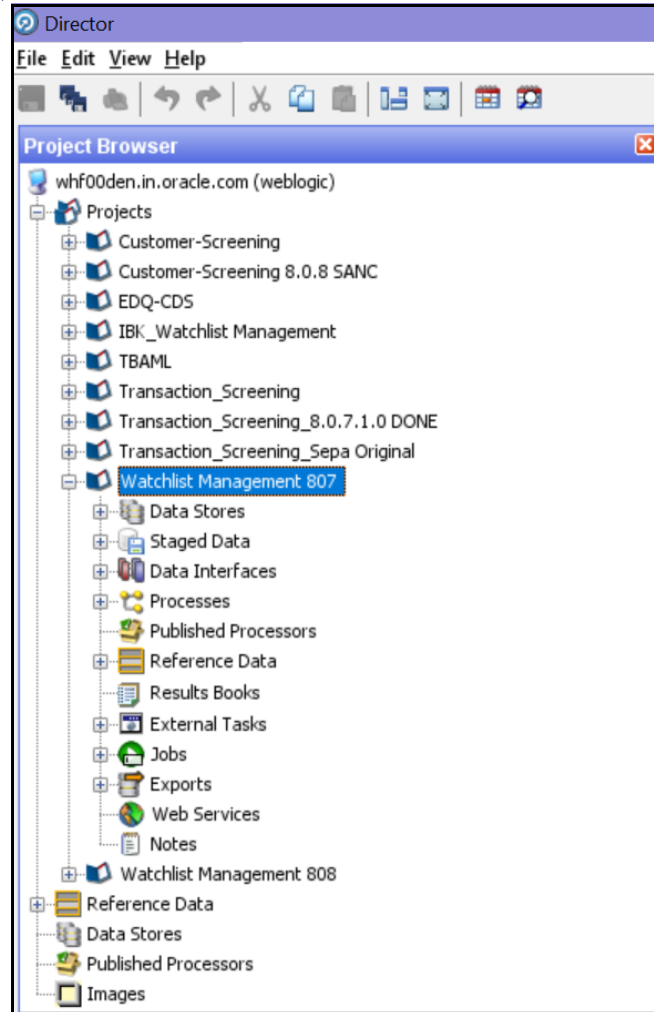 Director
File Edit View Help
Project Browser
whf00den.in.oracle.com (weblogic)
Projects
Customer-Screening
Customer-Screening 8.0.8 SANC
EDQ-CDS
IBK_Watchlist Management
TBAML
Transaction_Screening
Transaction_Screening_8.0.7.1.0 DONE
Transaction_Screening_Sepa Original
Watchlist Management 807
Data Stores
Staged Data
Data Interfaces
Processes
Published Processors
Reference Data
Results Books
External Tasks
Jobs
Exports
Web Services
Notes
Watchlist Management 808
Reference Data
Data Stores
Published Processors
Images